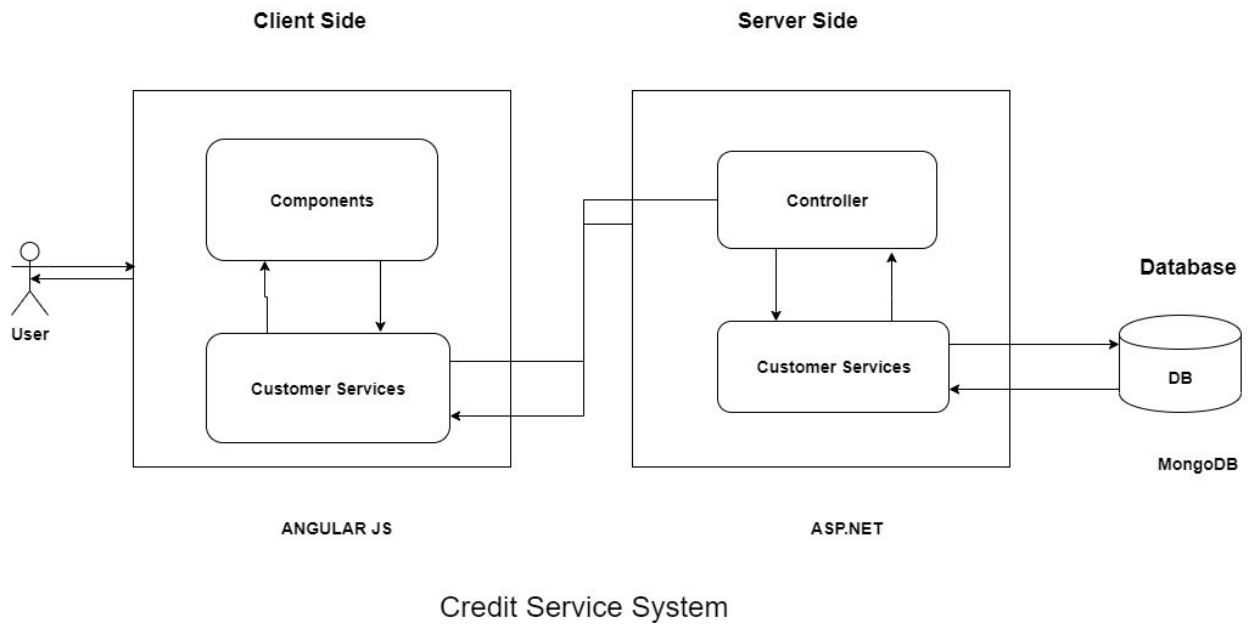 Client Side
Server Side
Components
Controller
Database
User
Customer Services
Customer Services
DB
MongoDB
ANGULAR JS
ASP.NET
Credit Service System